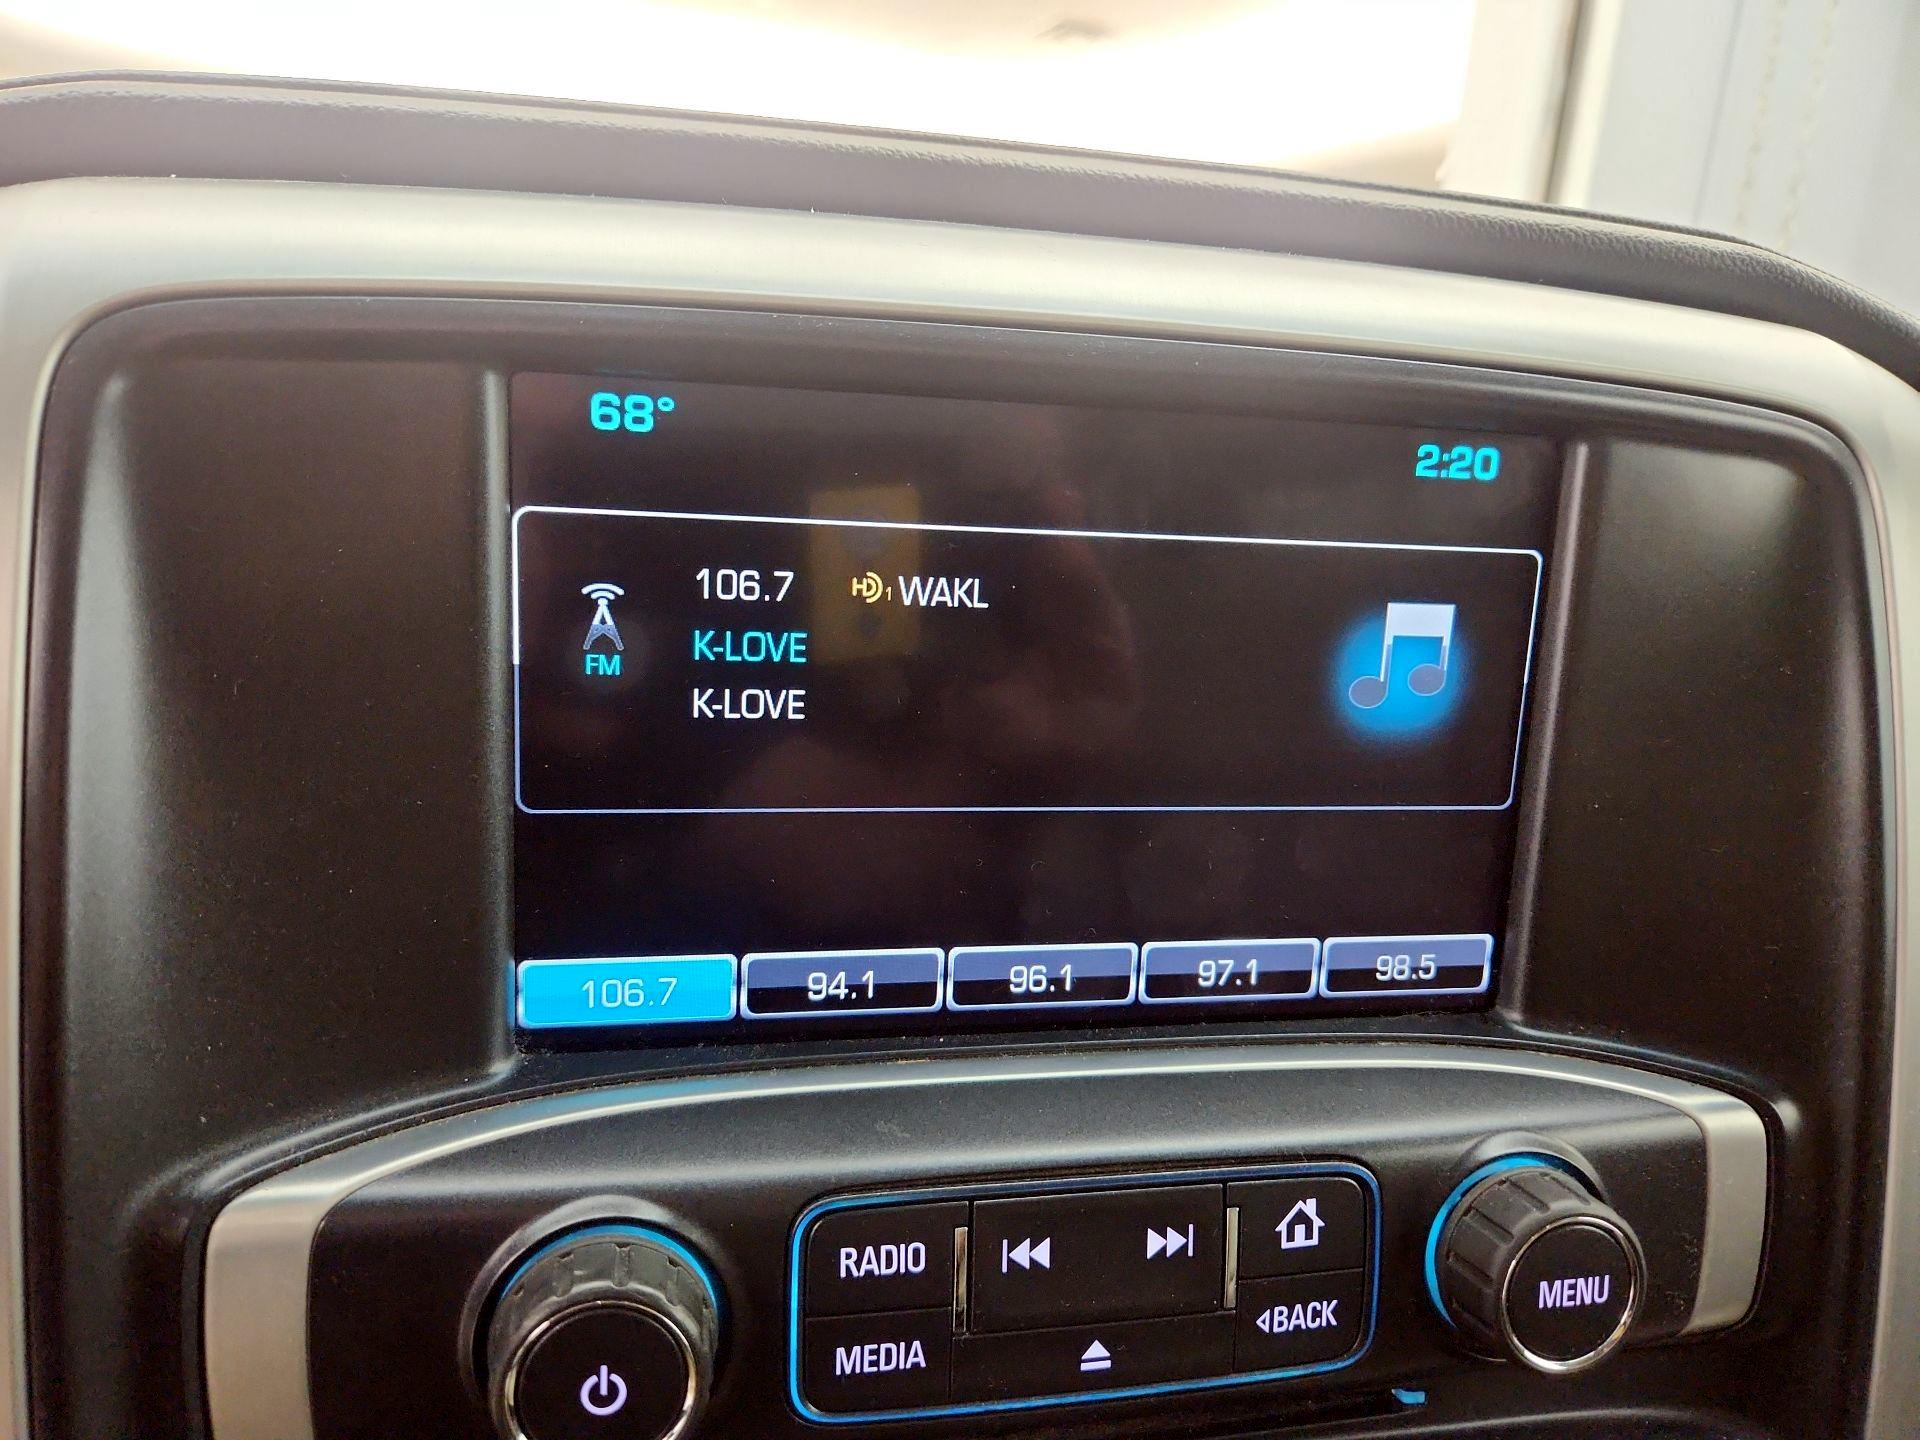 68°
2:20
106.7 HD1 WAKL
FM
K-LOVE
K-LOVE
106.7 94.1 96.1 97.1 98.5
RADIO
MEDIA
BACK
MENU